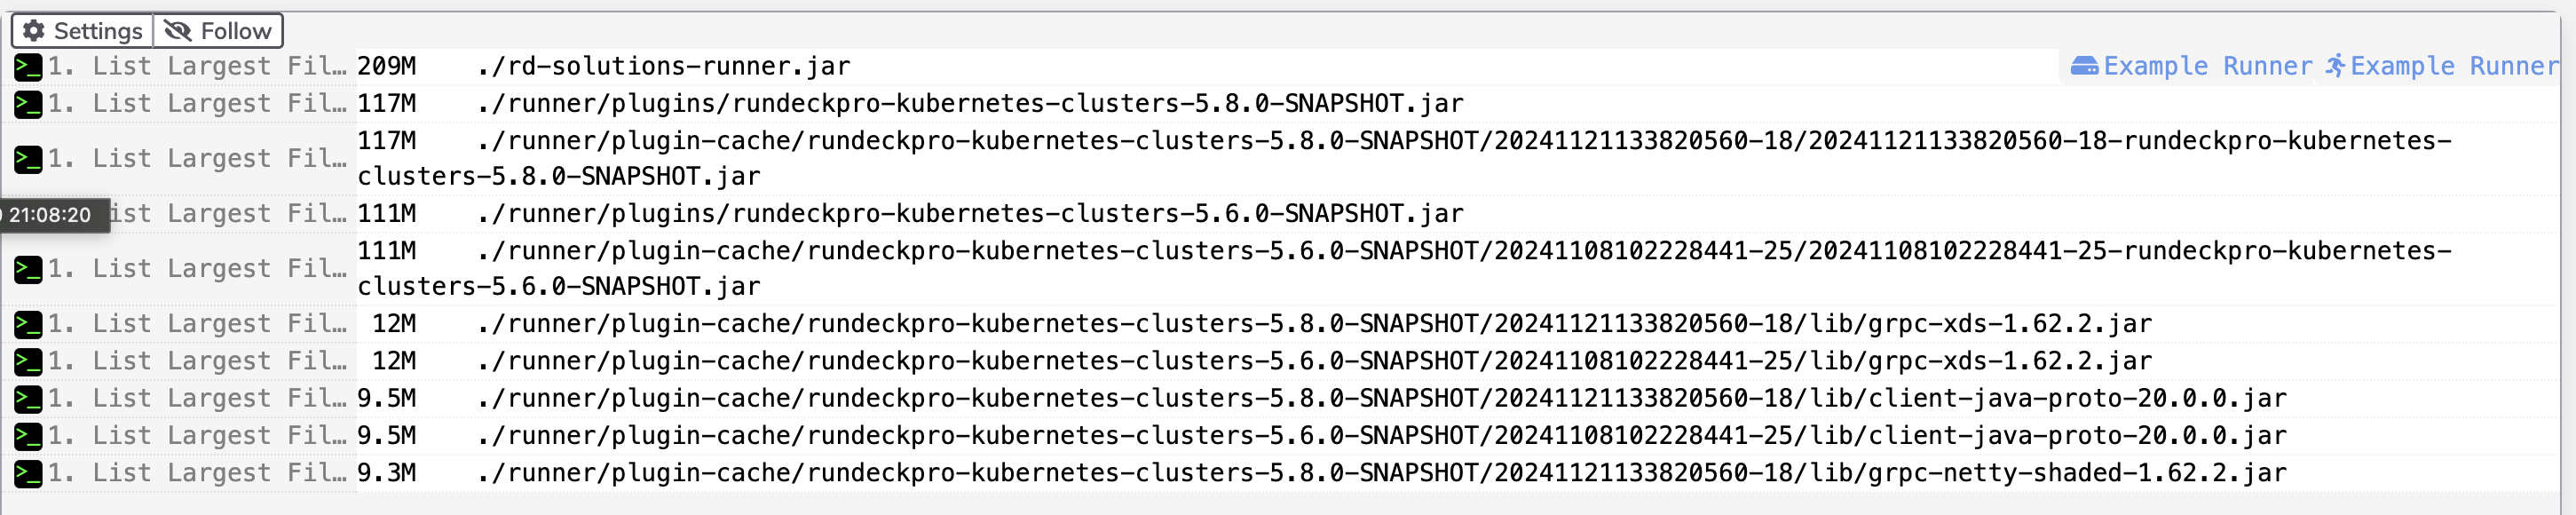 Settings Follow
>_ 1. List Largest Fil… 209M ./rd-solutions-runner.jar Example Runner Example Runner
>_ 1. List Largest Fil… 117M ./runner/plugins/rundeckpro-kubernetes-clusters-5.8.0-SNAPSHOT.jar
>_ 1. List Largest Fil… 117M ./runner/plugin-cache/rundeckpro-kubernetes-clusters-5.8.0-SNAPSHOT/20241121133820560-18/20241121133820560-18-rundeckpro-kubernetes-
clusters-5.8.0-SNAPSHOT.jar
21:08:20 ist Largest Fil… 111M ./runner/plugins/rundeckpro-kubernetes-clusters-5.6.0-SNAPSHOT.jar
>_ 1. List Largest Fil… 111M ./runner/plugin-cache/rundeckpro-kubernetes-clusters-5.6.0-SNAPSHOT/20241108102228441-25/20241108102228441-25-rundeckpro-kubernetes-
clusters-5.6.0-SNAPSHOT.jar
>_ 1. List Largest Fil… 12M ./runner/plugin-cache/rundeckpro-kubernetes-clusters-5.8.0-SNAPSHOT/20241121133820560-18/lib/grpc-xds-1.62.2.jar
>_ 1. List Largest Fil… 12M ./runner/plugin-cache/rundeckpro-kubernetes-clusters-5.6.0-SNAPSHOT/20241108102228441-25/lib/grpc-xds-1.62.2.jar
>_ 1. List Largest Fil… 9.5M ./runner/plugin-cache/rundeckpro-kubernetes-clusters-5.8.0-SNAPSHOT/20241121133820560-18/lib/client-java-proto-20.0.0.jar
>_ 1. List Largest Fil… 9.5M ./runner/plugin-cache/rundeckpro-kubernetes-clusters-5.6.0-SNAPSHOT/20241108102228441-25/lib/client-java-proto-20.0.0.jar
>_ 1. List Largest Fil… 9.3M ./runner/plugin-cache/rundeckpro-kubernetes-clusters-5.8.0-SNAPSHOT/20241121133820560-18/lib/grpc-netty-shaded-1.62.2.jar